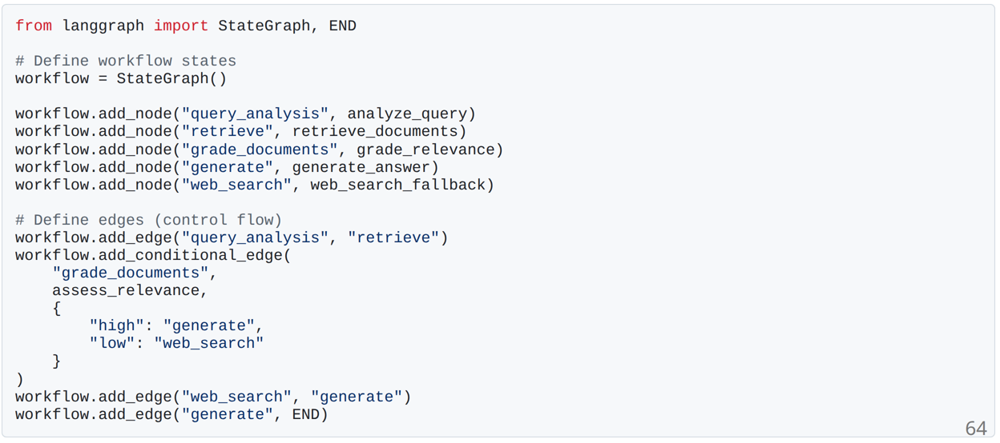 from langgraph import StateGraph, END
# Define workflow states
workflow = StateGraph()
workflow.add_node("query_analysis", analyze_query)
workflow.add_node("retrieve", retrieve_documents)
workflow.add_node("grade_documents", grade_relevance)
workflow.add_node("generate", generate_answer)
workflow.add_node("web_search", web_search_fallback)
# Define edges (control flow)
workflow.add_edge("query_analysis", "retrieve")
workflow.add_conditional_edge(
    "grade_documents",
    assess_relevance,
    {
        "high": "generate",
        "low": "web_search"
    }
)
workflow.add_edge("web_search", "generate")
workflow.add_edge("generate", END)
64